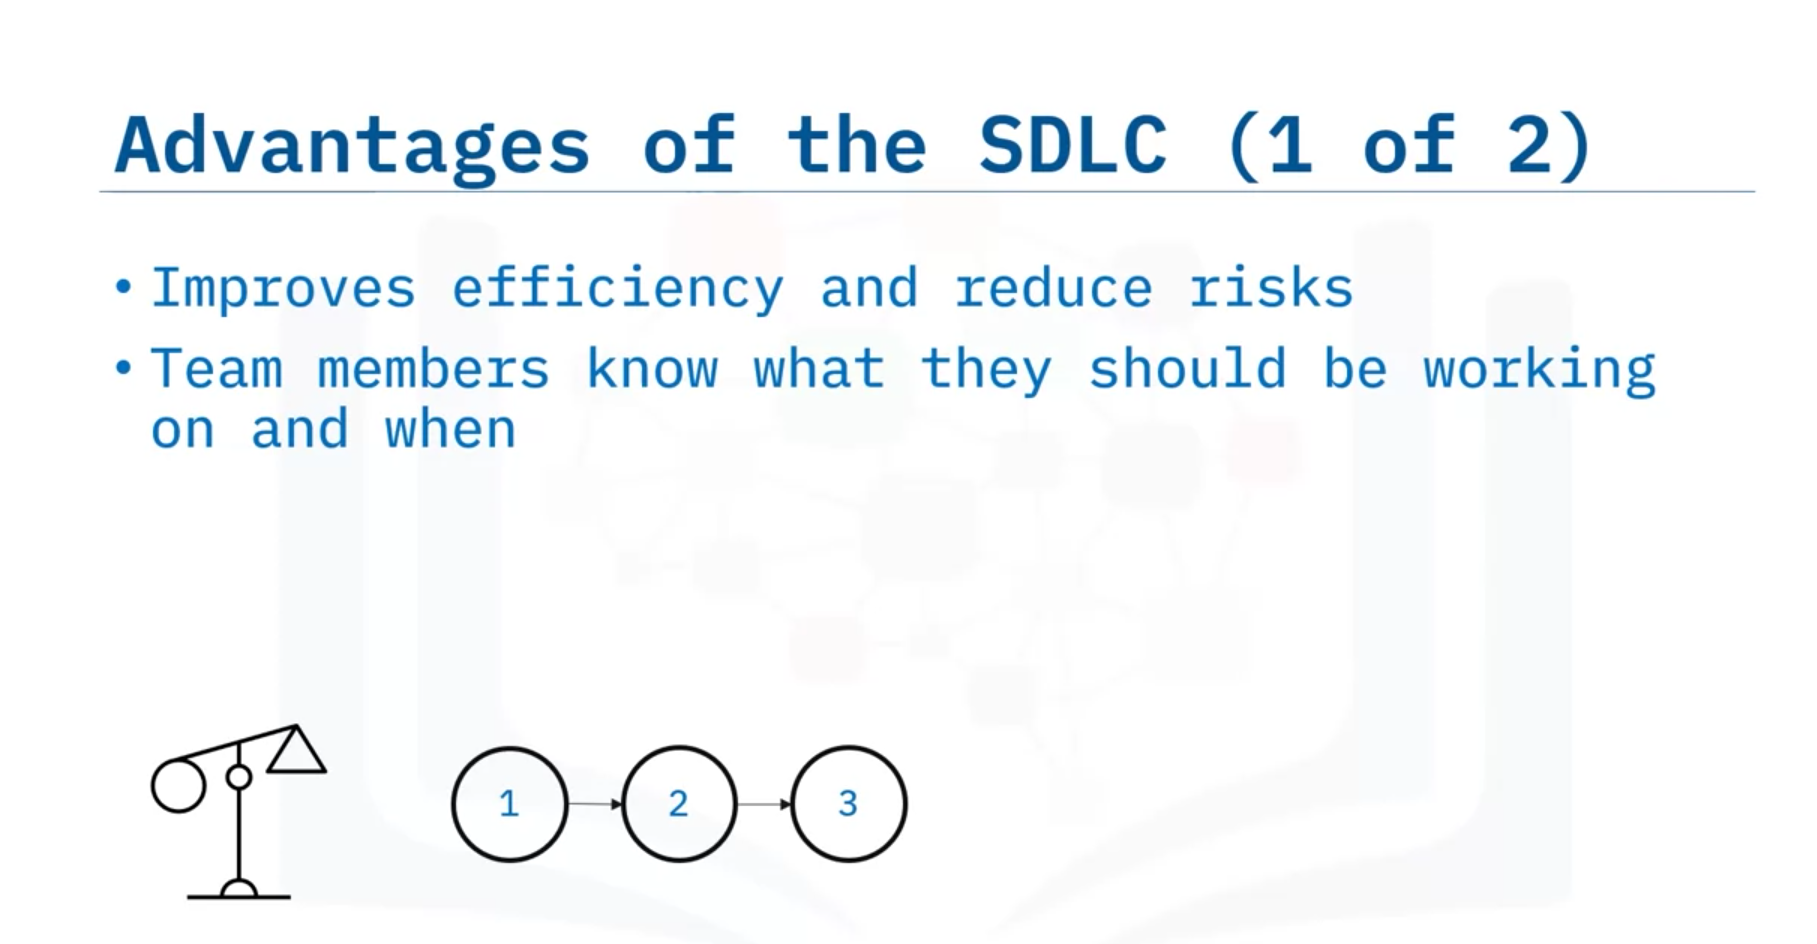 Advantages of the SDLC (1 of 2)
• Improves efficiency and reduce risks
• Team members know what they should be working
on and when
1 2 3